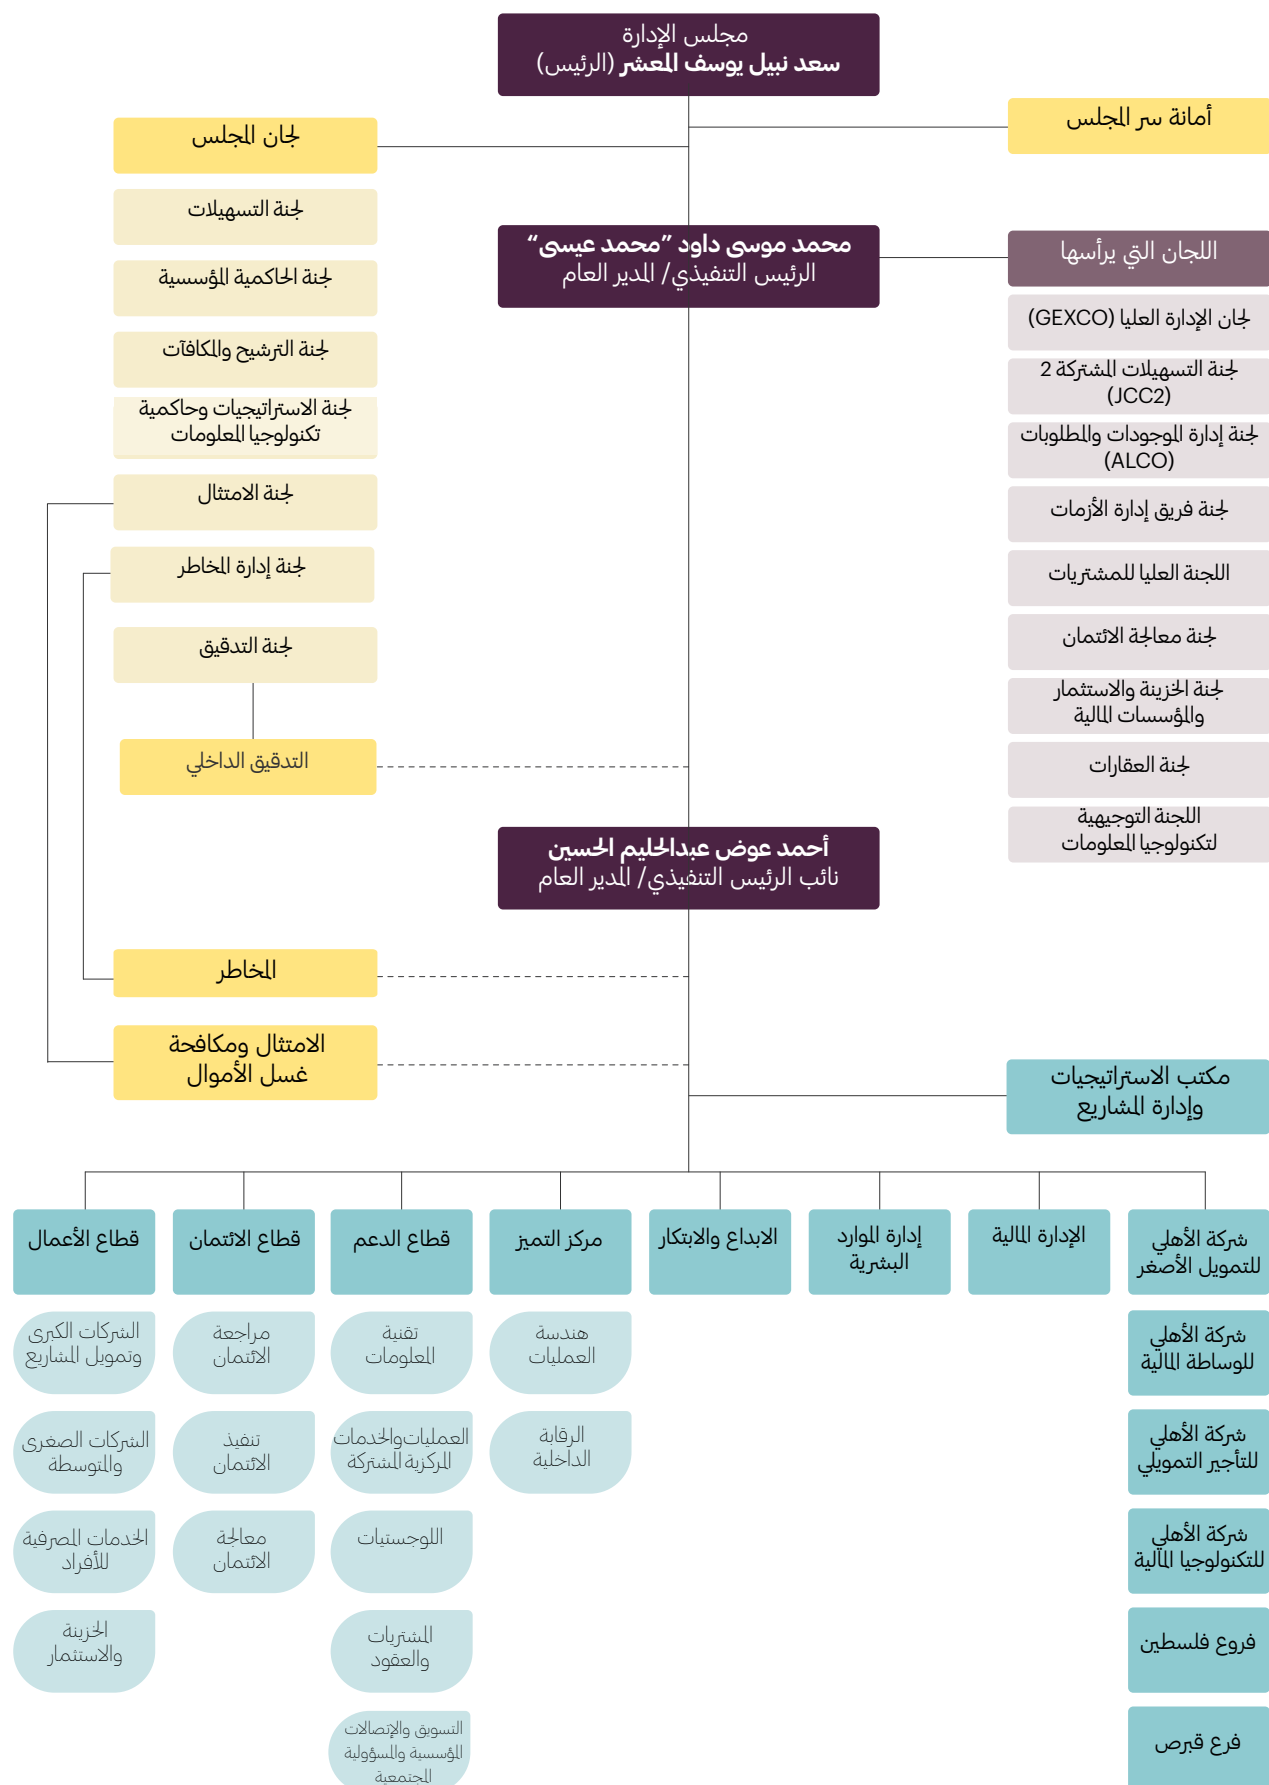 مجلس الإدارة
سعد نبيل يوسف المعشر (الرئيس)
أمانة سر المجلس
لجان المجلس
لجنة التسهيلات
لجنة الحاكمية المؤسسية
لجنة الترشيح والمكافآت
لجنة الاستراتيجيات وحاكمية
تكنولوجيا المعلومات
لجنة الامتثال
لجنة إدارة المخاطر
لجنة التدقيق
التدقيق الداخلي
محمد موسى داود "محمد عيسى"
الرئيس التنفيذي/ المدير العام
اللجان التي يرأسها
لجان الإدارة العليا (GEXCO)
لجنة التسهيلات المشتركة 2
(JCC2)
لجنة إدارة الموجودات والمطلوبات
(ALCO)
لجنة فريق إدارة الأزمات
اللجنة العليا للمشتريات
لجنة معالجة الائتمان
لجنة الخزينة والاستثمار
والمؤسسات المالية
لجنة العقارات
اللجنة التوجيهية
لتكنولوجيا المعلومات
أحمد عوض عبدالحليم الحسين
نائب الرئيس التنفيذي/ المدير العام
المخاطر
الامتثال ومكافحة
غسل الأموال
مكتب الاستراتيجيات
وإدارة المشاريع
شركة الأهلي
للتمويل الأصغر
شركة الأهلي
للوساطة المالية
شركة الأهلي
للتأجير التمويلي
شركة الأهلي
للتكنولوجيا المالية
فروع فلسطين
فرع قبرص
الإدارة المالية
إدارة الموارد
البشرية
الابداع والابتكار
مركز التميز
هندسة
العمليات
الرقابة
الداخلية
قطاع الدعم
تقنية
المعلومات
العمليات والخدمات
المركزية المشتركة
اللوجستيات
المشتريات
والعقود
التسويق والإتصالات
المؤسسية والمسؤولية
المجتمعية
قطاع الائتمان
مراجعة
الائتمان
تنفيذ
الائتمان
معالجة
الائتمان
قطاع الأعمال
الشركات الكبرى
وتمويل المشاريع
الشركات الصغرى
والمتوسطة
الخدمات المصرفية
للأفراد
الخزينة
والاستثمار